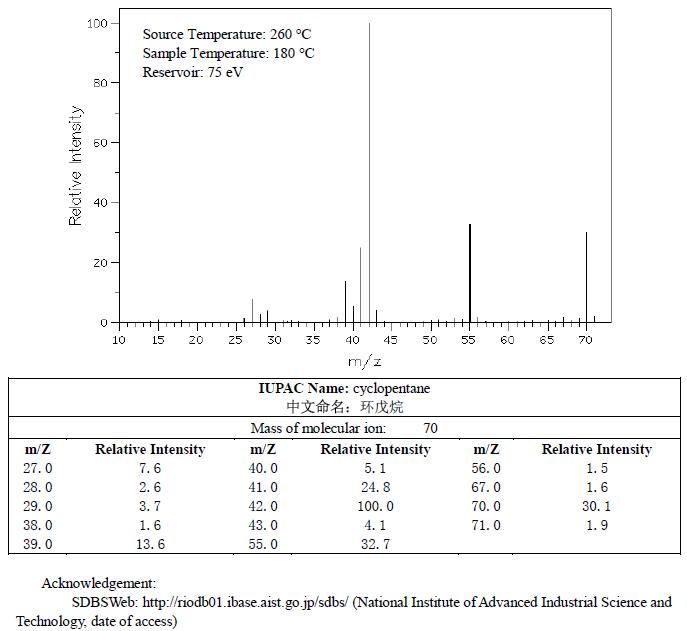 Source Temperature: 260 °C
Sample Temperature: 180 °C
Reservoir: 75 eV
Relative Intensity
100
80
60
40
20
0
10 15 20 25 30 35 40 45 50 55 60 65 70
m/z
IUPAC Name: cyclopentane
中文命名：环戊烷
Mass of molecular ion: 70
m/Z Relative Intensity m/Z Relative Intensity m/Z Relative Intensity
27.0 7.6 40.0 5.1 56.0 1.5
28.0 2.6 41.0 24.8 67.0 1.6
29.0 3.7 42.0 100.0 70.0 30.1
38.0 1.6 43.0 4.1 71.0 1.9
39.0 13.6 55.0 32.7
Acknowledgement:
SDBSWeb: http://riodb01.ibase.aist.go.jp/sdbs/ (National Institute of Advanced Industrial Science and
Technology, date of access)